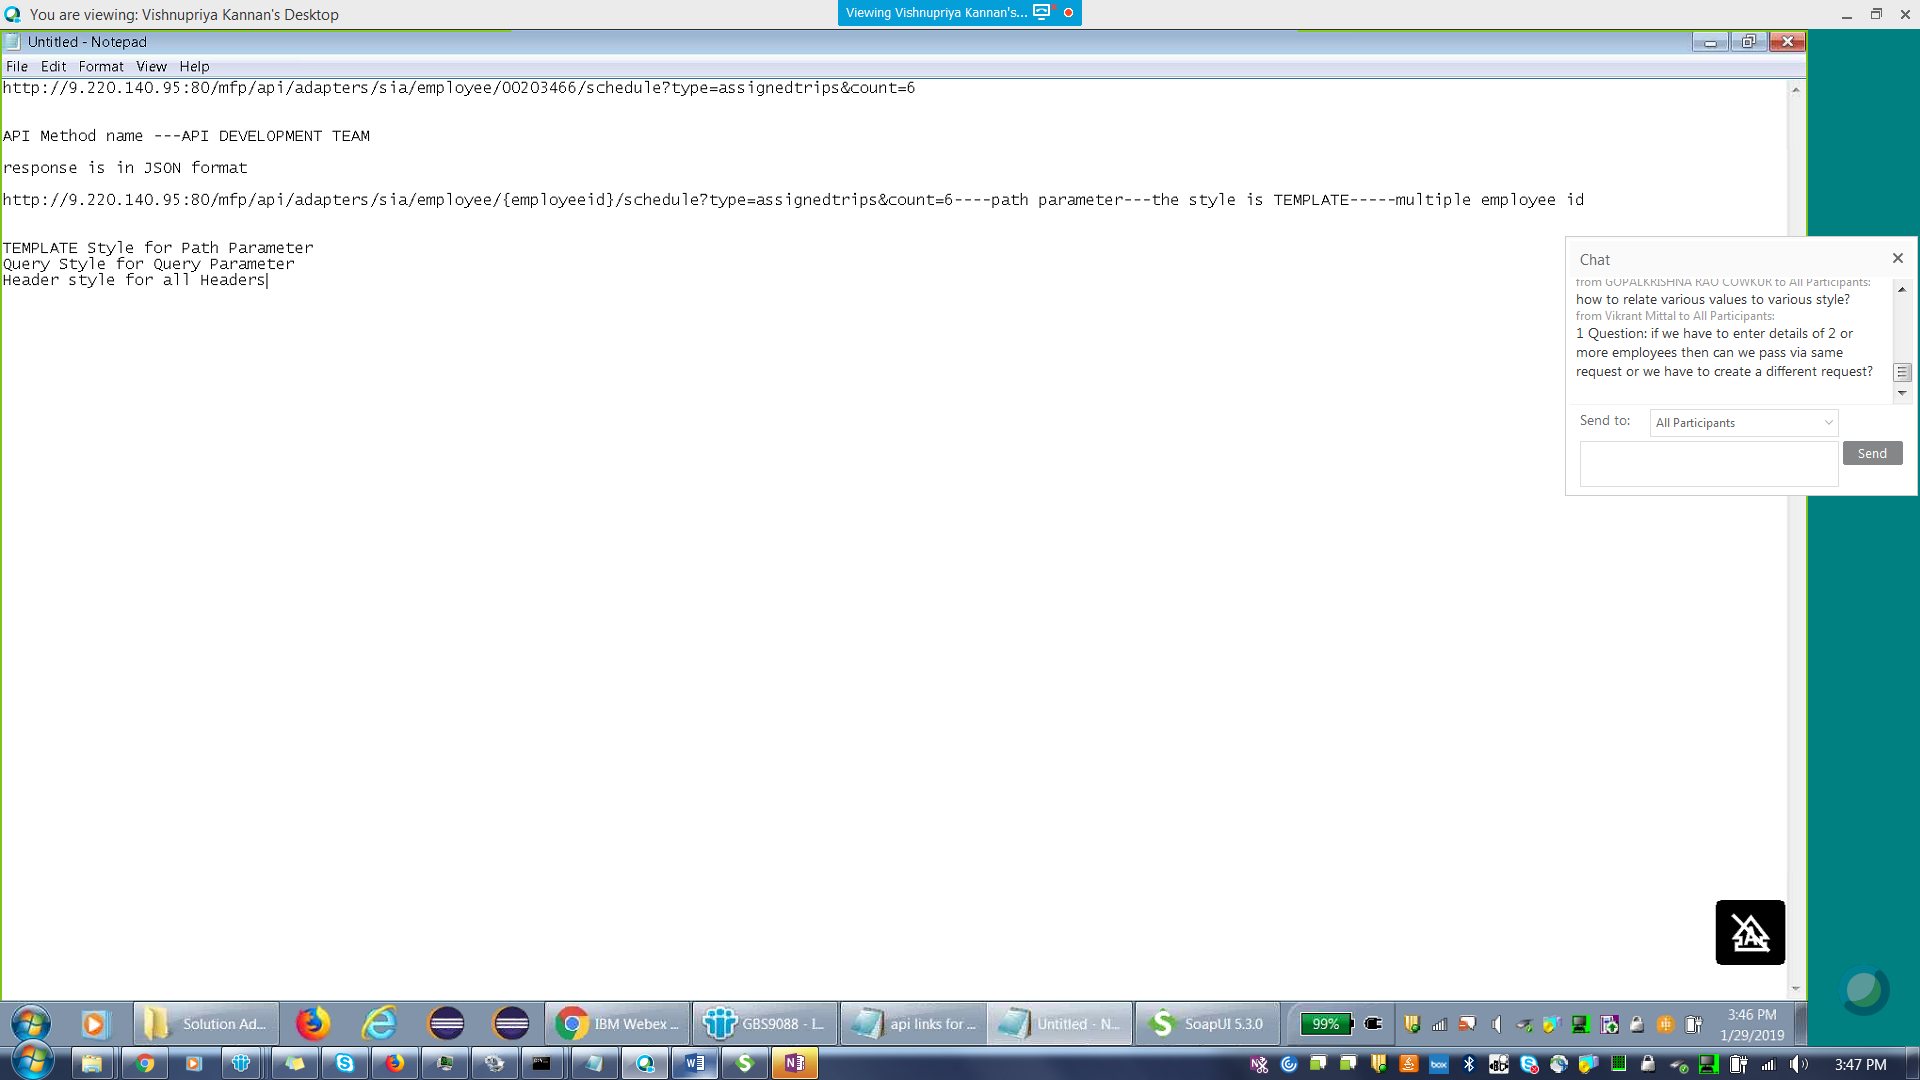 You are viewing: Vishnupriya Kannan's Desktop
Viewing Vishnupriya Kannan's...
Untitled - Notepad
File Edit Format View Help
http://9.220.140.95:80/mfp/api/adapters/sia/employee/00203466/schedule?type=assignedtrips&count=6
API Method name ---API DEVELOPMENT TEAM
response is in JSON format
http://9.220.140.95:80/mfp/api/adapters/sia/employee/{employeeid}/schedule?type=assignedtrips&count=6----path parameter---the style is TEMPLATE-----multiple employee id
TEMPLATE Style for Path Parameter
Query Style for Query Parameter
Header style for all Headers
Chat
from GOPALKRISHNA RAO COWKUR to All Participants:
how to relate various values to various style?
from Vikrant Mittal to All Participants:
1 Question: if we have to enter details of 2 or
more employees then can we pass via same
request or we have to create a different request?
Send to: All Participants
Send
Solution Ad...
IBM Webex ...
GBS9088 - I...
api links for ...
Untitled - N...
SoapUI 5.3.0
99%
3:46 PM
1/29/2019
box
3:47 PM